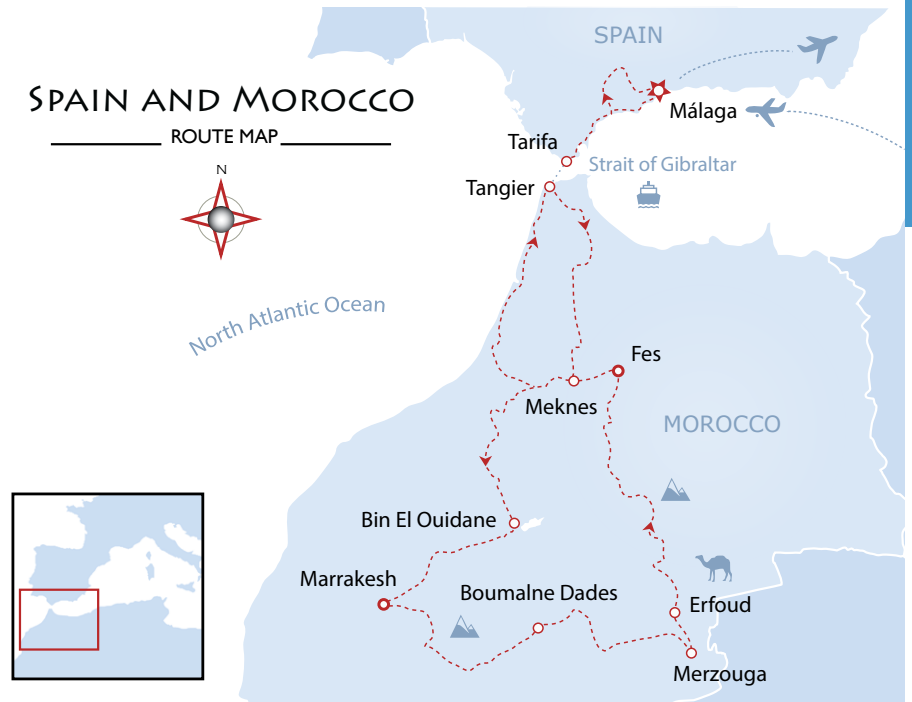 SPAIN AND MOROCCO
ROUTE MAP
N
SPAIN
Málaga
Tarifa
Strait of Gibraltar
Tangier
North Atlantic Ocean
Fes
Meknes
MOROCCO
Bin El Ouidane
Marrakesh
Boumalne Dades
Erfoud
Merzouga